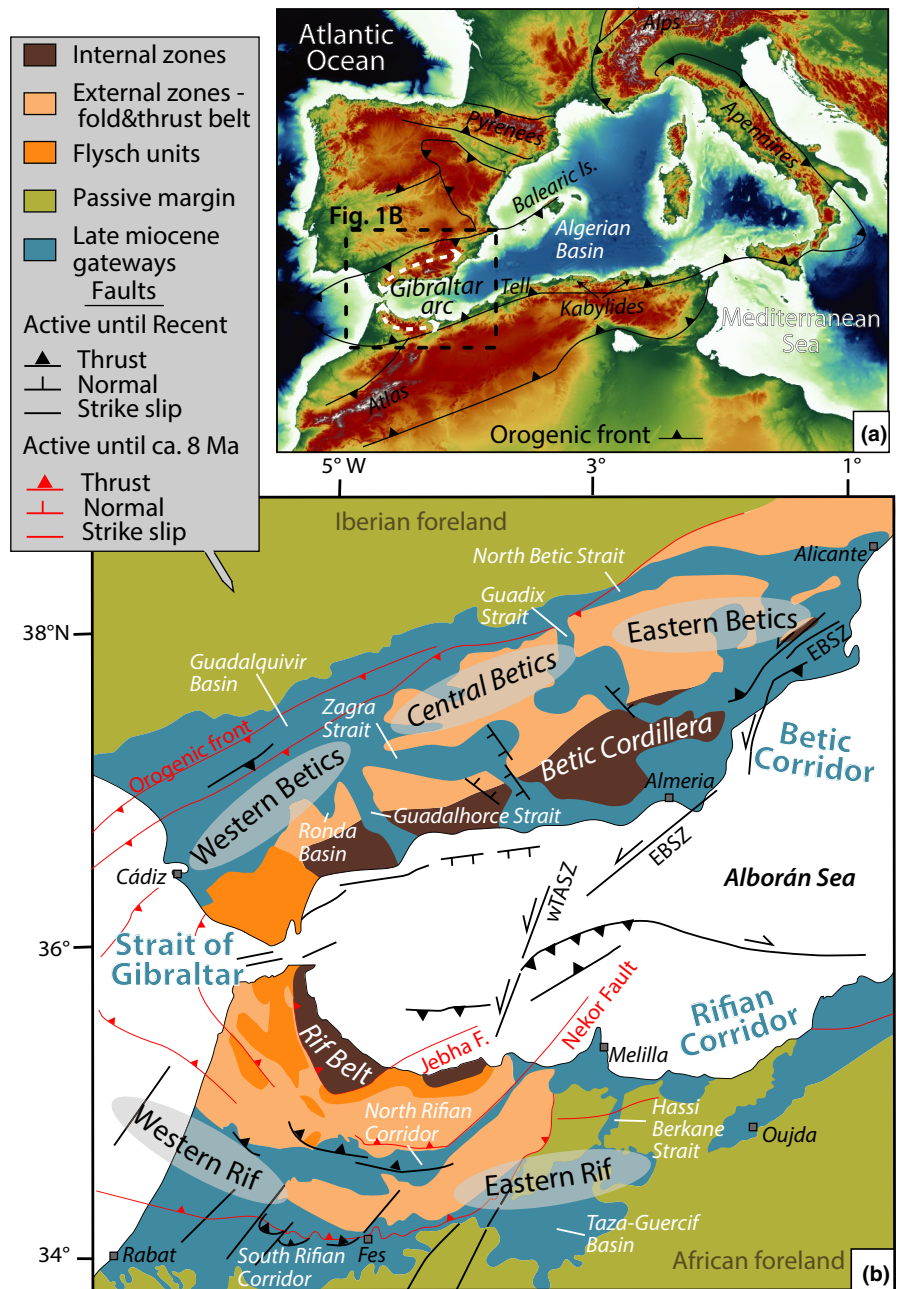 Internal zones
External zones -
fold&thrust belt
Flysch units
Passive margin
Late miocene
gateways
Faults
Active until Recent
Thrust
Normal
Strike slip
Active until ca. 8 Ma
Thrust
Normal
Strike slip
Atlantic
Ocean
Alps
Pyrenees
Apennines
Balearic Is.
Fig. 1B
Algerian
Basin
Gibraltar
arc
Tell
Kabylides
Mediterranean
Sea
Atlas
Orogenic front
(a)
5° W
3°
1°
Iberian foreland
North Betic Strait
Alicante
Guadix
Strait
38°N
Eastern Betics
EBSZ
Guadalquivir
Basin
Central Betics
Zagra
Strait
Orogenic front
Betic Cordillera
Betic
Corridor
Western Betics
Almeria
Guadalhorce Strait
Ronda
Basin
EBSZ
Cádiz
wTASZ
Alborán Sea
36°
Strait of
Gibraltar
Rifian
Corridor
Nekor Fault
Rif Belt
Jebha F.
Melilla
North Rifian
Corridor
Hassi
Berkane
Strait
Oujda
Western Rif
Eastern Rif
Taza-Guercif
Basin
34°
Rabat
South Rifian
Corridor
Fes
African foreland
(b)